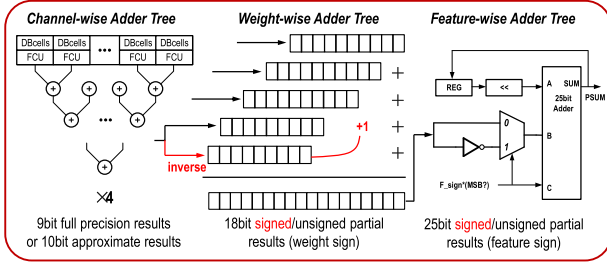 Channel-wise Adder Tree
Weight-wise Adder Tree
Feature-wise Adder Tree
DBcells DBcells ••• DBcells DBcells
FCU FCU FCU FCU
+ + + +
•••
+ +
+
×4
inverse
+1
+
+
+
+
REG
<<
A
SUM
25bit
Adder
PSUM
0
1
B
F_sign*(MSB?)
C
9bit full precision results
or 10bit approximate results
18bit signed/unsigned partial
results (weight sign)
25bit signed/unsigned partial
results (feature sign)